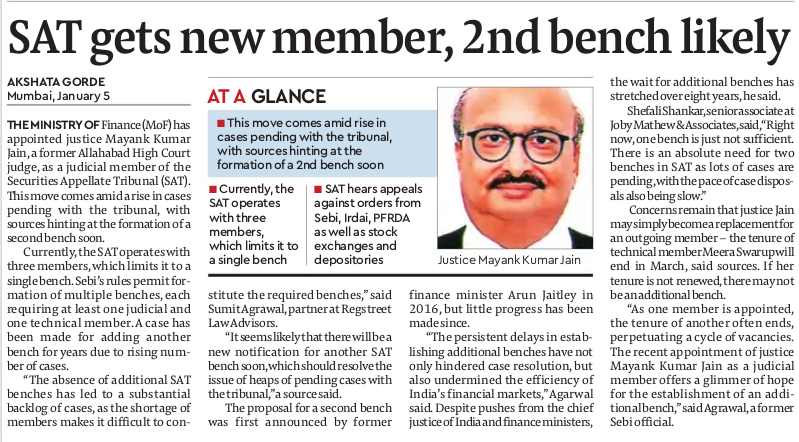 SAT gets new member, 2nd bench likely
AKSHATA GORDE
Mumbai, January 5
THE MINISTRY OF Finance (MoF) has
appointed justice Mayank Kumar
Jain, a former Allahabad High Court
judge, as a judicial member of the
Securities Appellate Tribunal (SAT).
This move comes amid a rise in cases
pending with the tribunal, with
sources hinting at the formation of a
second bench soon.
Currently, the SAT operates with
three members, which limits it to a
single bench. Sebi's rules permit for-
mation of multiple benches, each
requiring at least one judicial and
one technical member. A case has
been made for adding another
bench for years due to rising num-
ber of cases.
"The absence of additional SAT
benches has led to a substantial
backlog of cases, as the shortage of
members makes it difficult to con-
AT A GLANCE
This move comes amid rise in
cases pending with the tribunal,
with sources hinting at the
formation of a 2nd bench soon
Currently, the
SAT operates
with three
members,
which limits it to
a single bench
SAT hears appeals
against orders from
Sebi, Irdai, PFRDA
as well as stock
exchanges and
depositories
Justice Mayank Kumar Jain
stitute the required benches," said
Sumit Agrawal, partner at Regstreet
Law Advisors.
"It seems likely that there will be a
new notification for another SAT
bench soon, which should resolve the
issue of heaps of pending cases with
the tribunal," a source said.
The proposal for a second bench
was first announced by former
finance minister Arun Jaitley in
2016, but little progress has been
made since.
"The persistent delays in estab-
lishing additional benches have not
only hindered case resolution, but
also undermined the efficiency of
India's financial markets," Agarwal
said. Despite pushes from the chief
justice of India and finance ministers,
the wait for additional benches has
stretched over eight years, he said.
Shefali Shankar, senior associate at
Joby Mathew & Associates, said, "Right
now, one bench is just not sufficient.
There is an absolute need for two
benches in SAT as lots of cases are
pending, with the pace of case dispos-
als also being slow."
Concerns remain that justice Jain
may simply become a replacement for
an outgoing member – the tenure of
technical member Meera Swarup will
end in March, said sources. If her
tenure is not renewed, there may not
be an additional bench.
"As one member is appointed,
the tenure of another often ends,
perpetuating a cycle of vacancies.
The recent appointment of justice
Mayank Kumar Jain as a judicial
member offers a glimmer of hope
for the establishment of an addi-
tional bench," said Agrawal, a former
Sebi official.